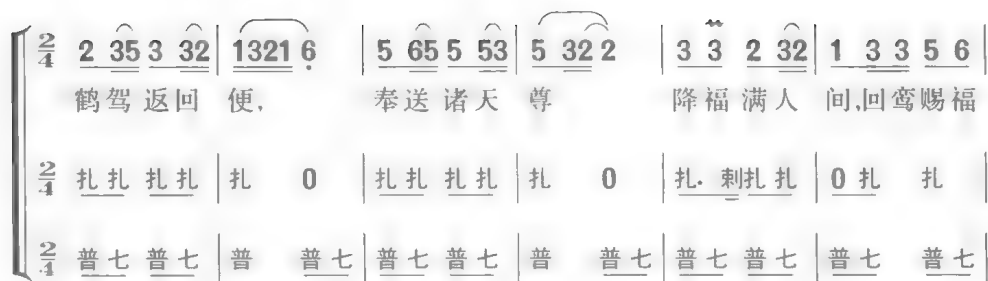 2/4 2 35 3 32 | 1321 6 | 5 65 5 53 | 5 32 2 | 3 3 2 32 | 1 3 3 5 6 |
鹤驾返回 便, 奉送诸天 尊 降福满人 间,回鸾赐福
2/4 扎扎 扎扎 | 扎 0 | 扎扎 扎扎 | 扎 0 | 扎. 剌扎扎 | 0扎 扎 |
2/4 普七 普七 | 普 普七 | 普七 普七 | 普 普七 | 普七 普七 | 普七 普七 |